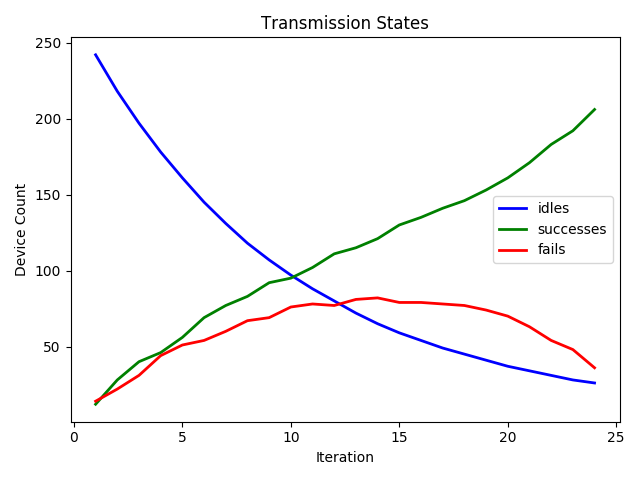 Transmission States
250
200
150
100
50
Device Count
idles
successes
fails
0 5 10 15 20 25
Iteration